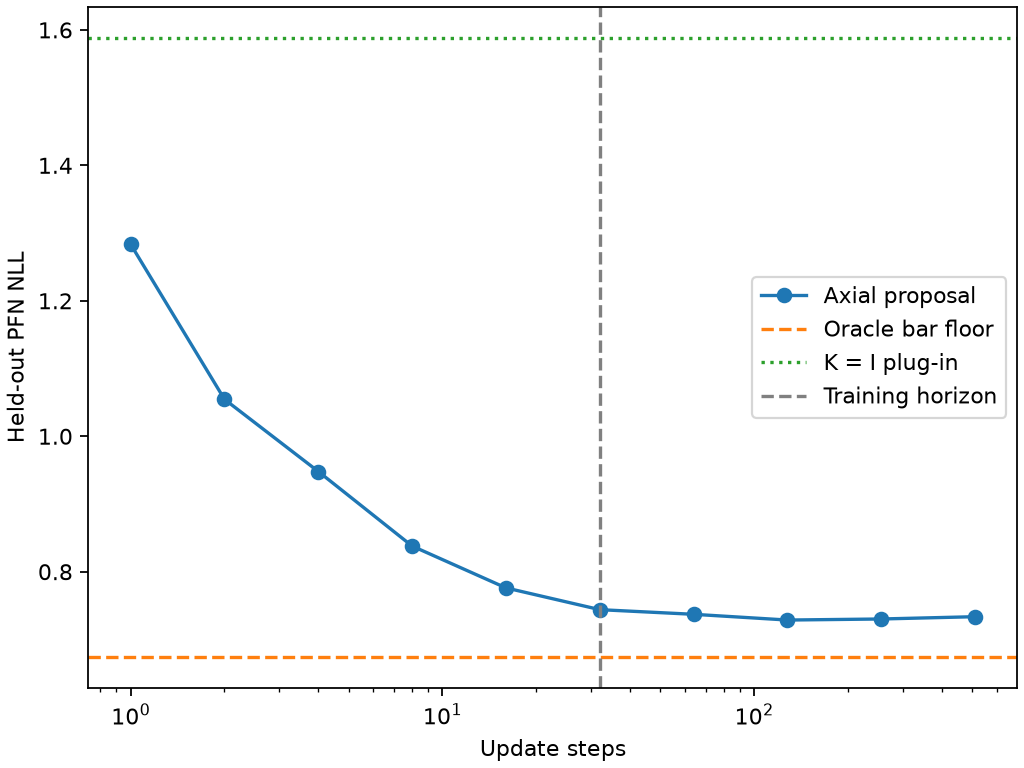 1.6
1.4
1.2
1.0
0.8
Held-out PFN NLL
Axial proposal
Oracle bar floor
K = I plug-in
Training horizon
10⁰
10¹
10²
Update steps